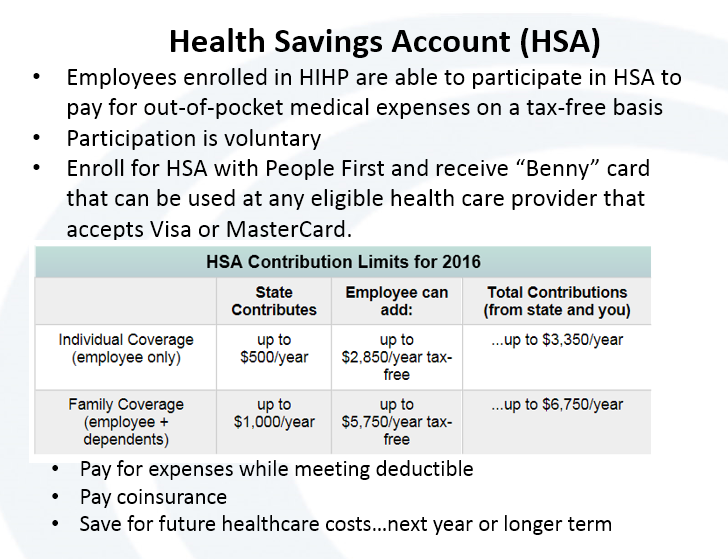 Health Savings Account (HSA)
• Employees enrolled in HIHP are able to participate in HSA to
pay for out-of-pocket medical expenses on a tax-free basis
• Participation is voluntary
• Enroll for HSA with People First and receive “Benny” card
that can be used at any eligible health care provider that
accepts Visa or MasterCard.
HSA Contribution Limits for 2016
State
Contributes
Employee can
add:
Total Contributions
(from state and you)
Individual Coverage
(employee only)
up to
$500/year
up to
$2,850/year tax-
free
...up to $3,350/year
Family Coverage
(employee +
dependents)
up to
$1,000/year
up to
$5,750/year tax-
free
...up to $6,750/year
• Pay for expenses while meeting deductible
• Pay coinsurance
• Save for future healthcare costs…next year or longer term